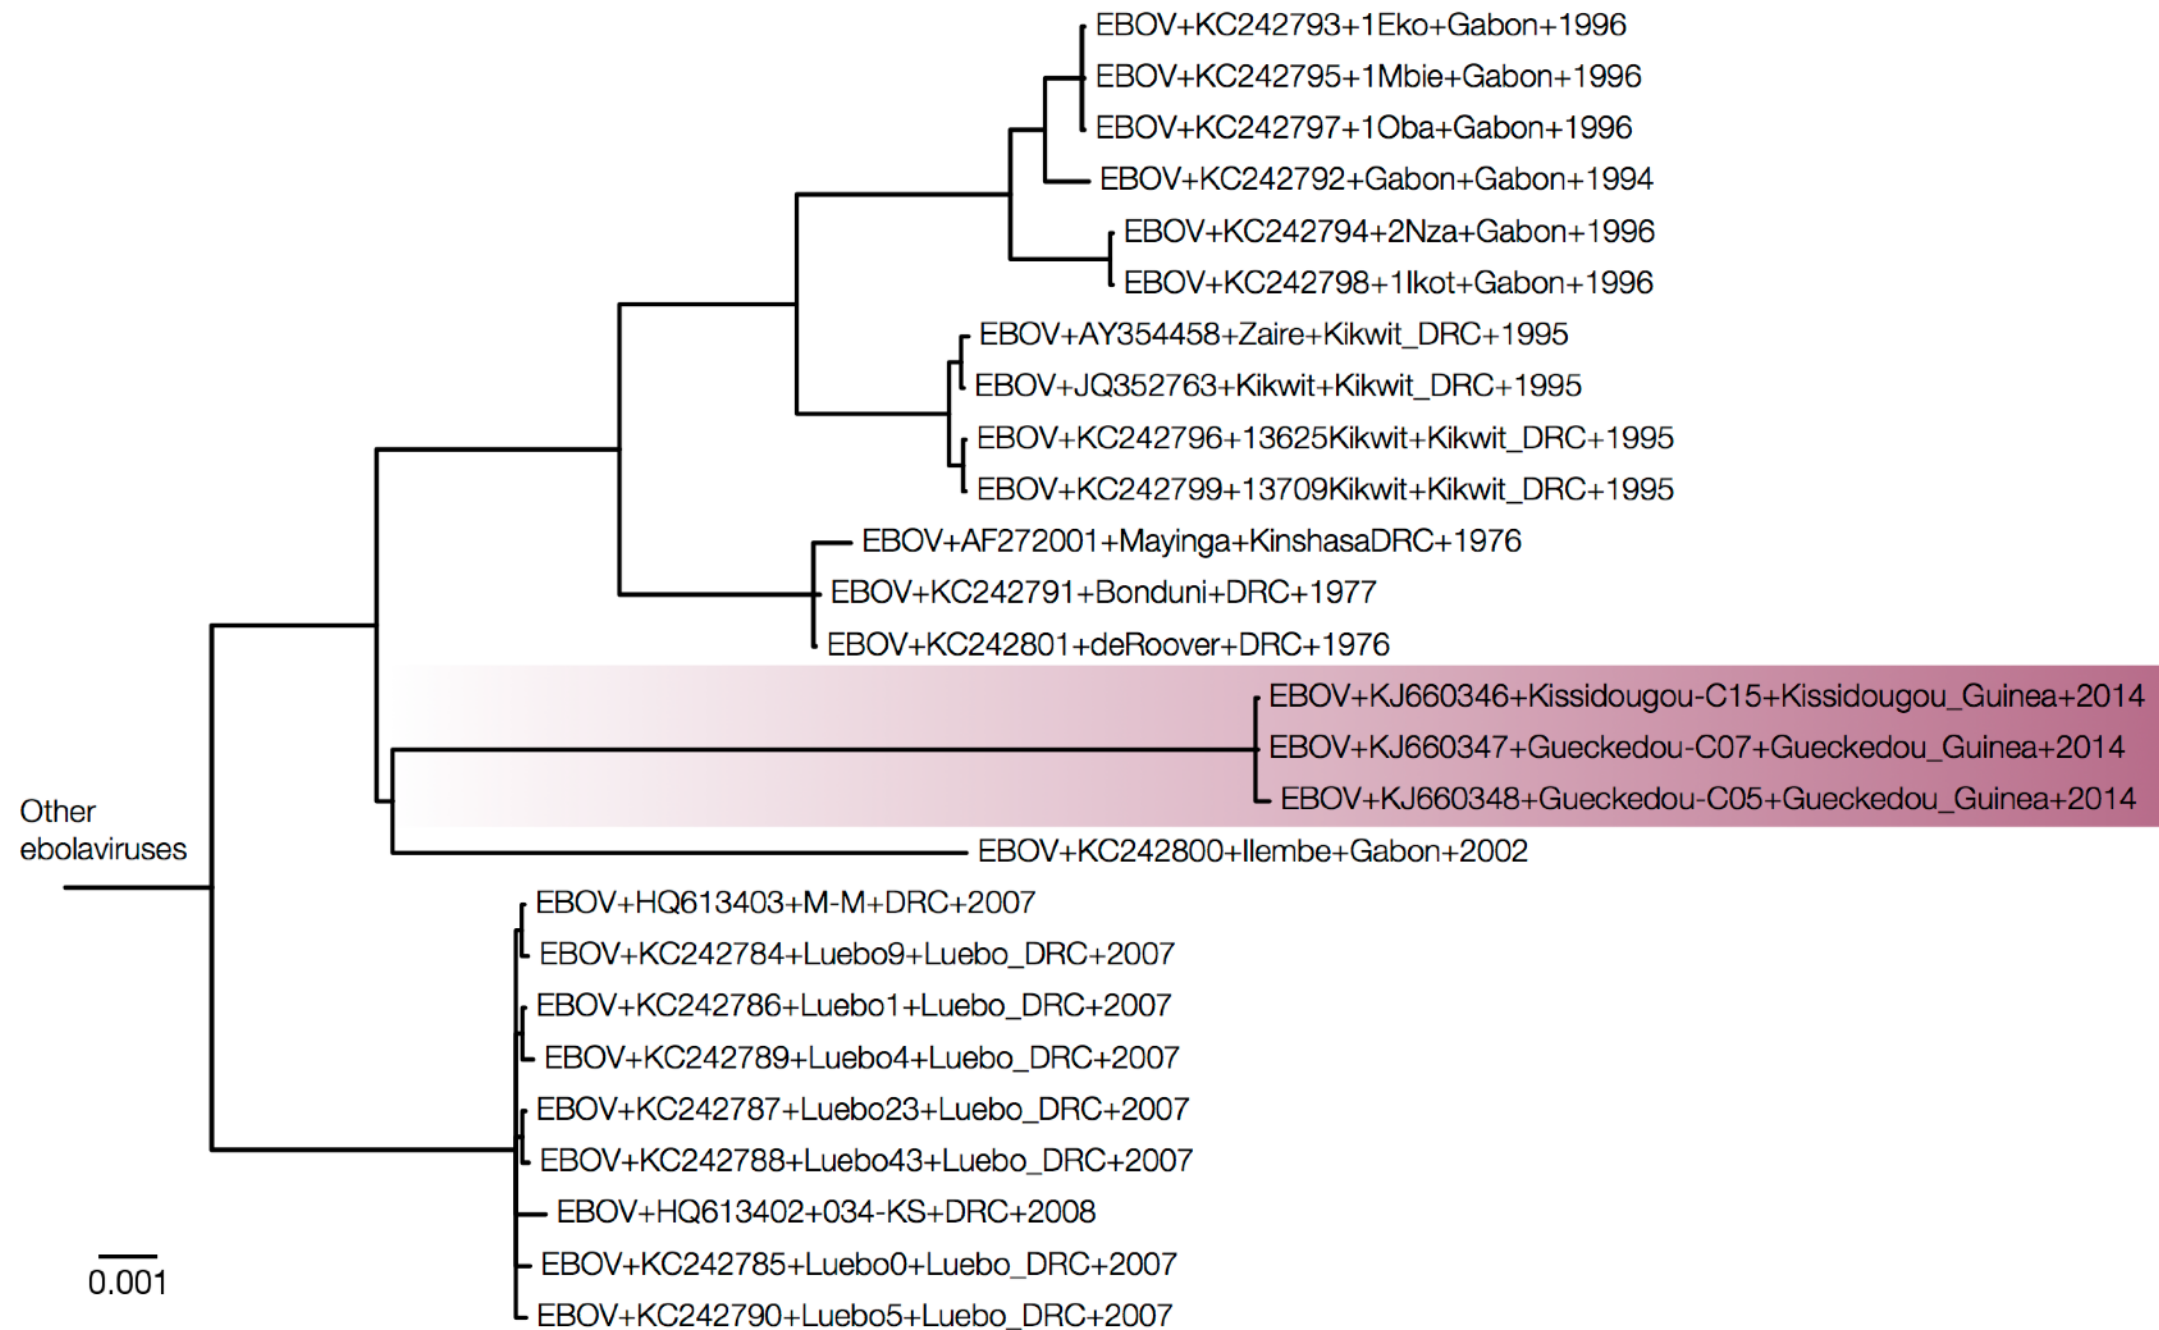 EBOV+KC242793+1Eko+Gabon+1996
EBOV+KC242795+1Mbie+Gabon+1996
EBOV+KC242797+1Oba+Gabon+1996
EBOV+KC242792+Gabon+Gabon+1994
EBOV+KC242794+2Nza+Gabon+1996
EBOV+KC242798+1Ikot+Gabon+1996
EBOV+AY354458+Zaire+Kikwit_DRC+1995
EBOV+JQ352763+Kikwit+Kikwit_DRC+1995
EBOV+KC242796+13625Kikwit+Kikwit_DRC+1995
EBOV+KC242799+13709Kikwit+Kikwit_DRC+1995
EBOV+AF272001+Mayinga+KinshasaDRC+1976
EBOV+KC242791+Bonduni+DRC+1977
EBOV+KC242801+deRoover+DRC+1976
EBOV+KJ660346+Kissidougou-C15+Kissidougou_Guinea+2014
EBOV+KJ660347+Gueckedou-C07+Gueckedou_Guinea+2014
EBOV+KJ660348+Gueckedou-C05+Gueckedou_Guinea+2014
Other
ebolaviruses
EBOV+KC242800+Ilembe+Gabon+2002
EBOV+HQ613403+M-M+DRC+2007
EBOV+KC242784+Luebo9+Luebo_DRC+2007
EBOV+KC242786+Luebo1+Luebo_DRC+2007
EBOV+KC242789+Luebo4+Luebo_DRC+2007
EBOV+KC242787+Luebo23+Luebo_DRC+2007
EBOV+KC242788+Luebo43+Luebo_DRC+2007
EBOV+HQ613402+034-KS+DRC+2008
EBOV+KC242785+Luebo0+Luebo_DRC+2007
0.001
EBOV+KC242790+Luebo5+Luebo_DRC+2007